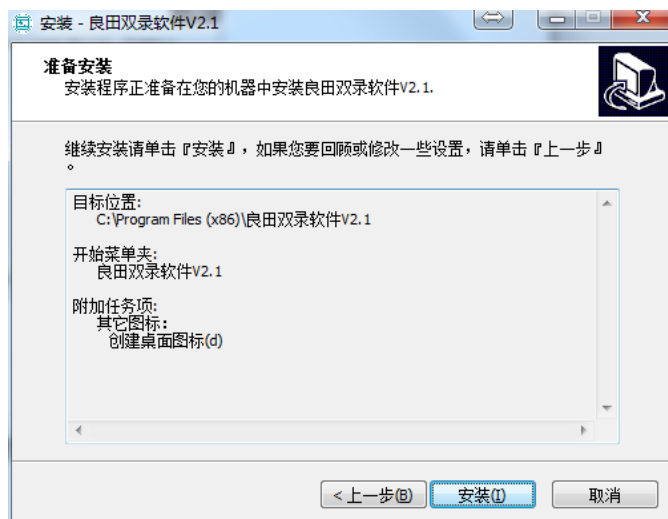 安装 - 良田双录软件V2.1
准备安装
安装程序正准备在您的机器中安装良田双录软件V2.1.
继续安装请单击『安装』，如果您要回顾或修改一些设置，请单击『上一步』
。
目标位置:
C:\Program Files (x86)\良田双录软件V2.1
开始菜单夹:
良田双录软件V2.1
附加任务项:
其它图标:
创建桌面图标(d)
<上一步(B)
安装(I)
取消